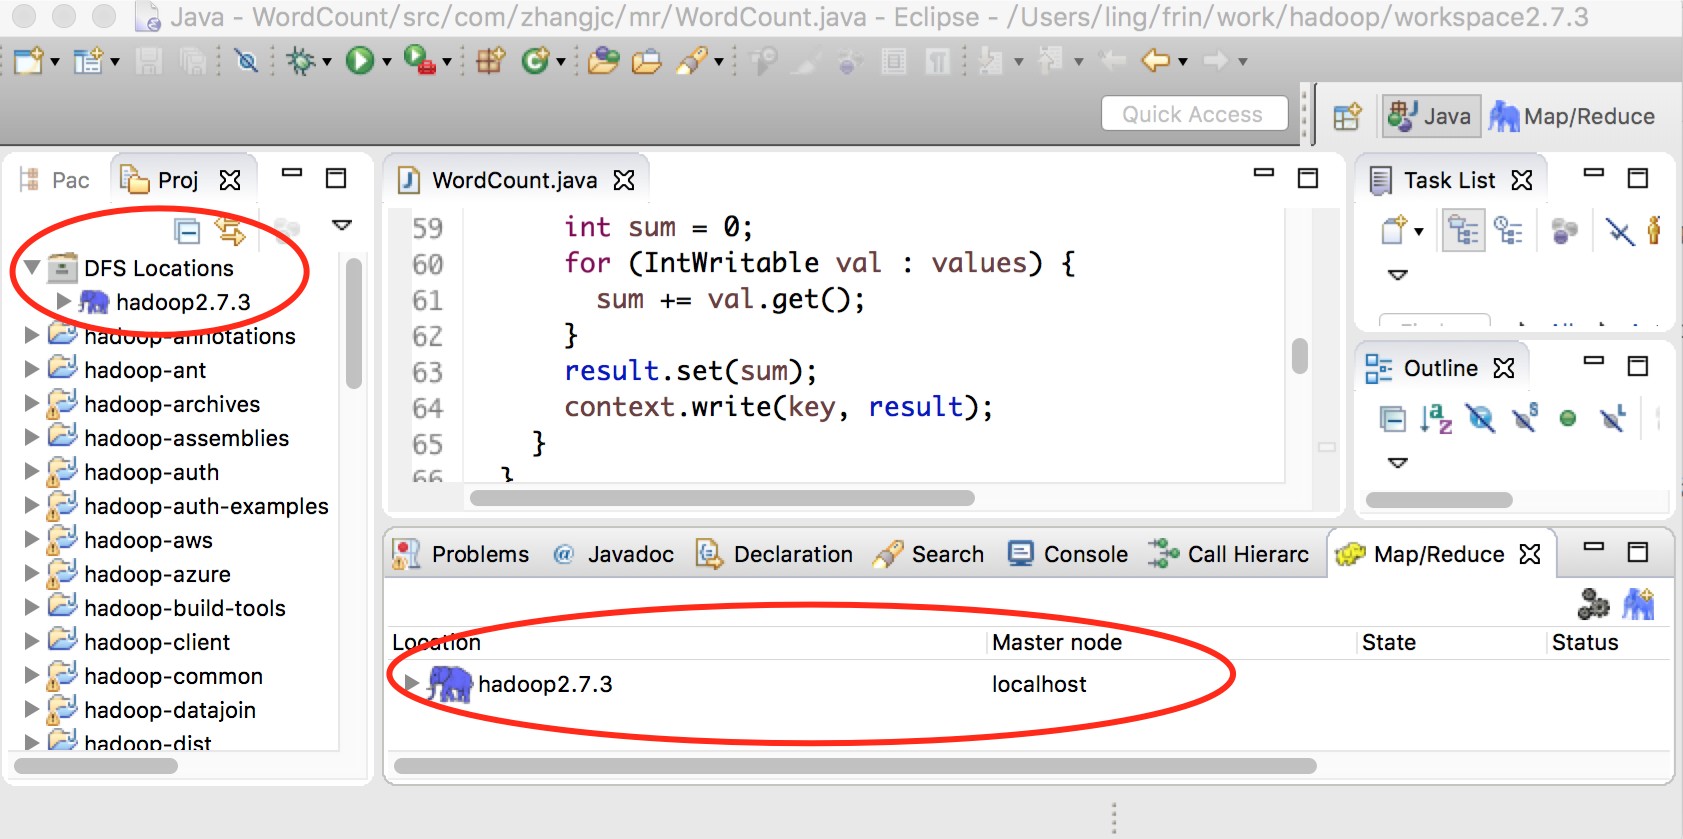 Java - WordCount/src/com/zhangjc/mr/WordCount.java - Eclipse - /Users/ling/frin/work/hadoop/workspace2.7.3
Quick Access
Java
Map/Reduce
Pac
Proj
DFS Locations
hadoop2.7.3
hadoop-annotations
hadoop-ant
hadoop-archives
hadoop-assemblies
hadoop-auth
hadoop-auth-examples
hadoop-aws
hadoop-azure
hadoop-build-tools
hadoop-client
hadoop-common
hadoop-datajoin
hadoop-dist
WordCount.java
59 int sum = 0;
60 for (IntWritable val : values) {
61 sum += val.get();
62 }
63 result.set(sum);
64 context.write(key, result);
65 }
66 }
Task List
Outline
Problems @ Javadoc Declaration Search Console Call Hierarc Map/Reduce
Location Master node State Status
hadoop2.7.3 localhost